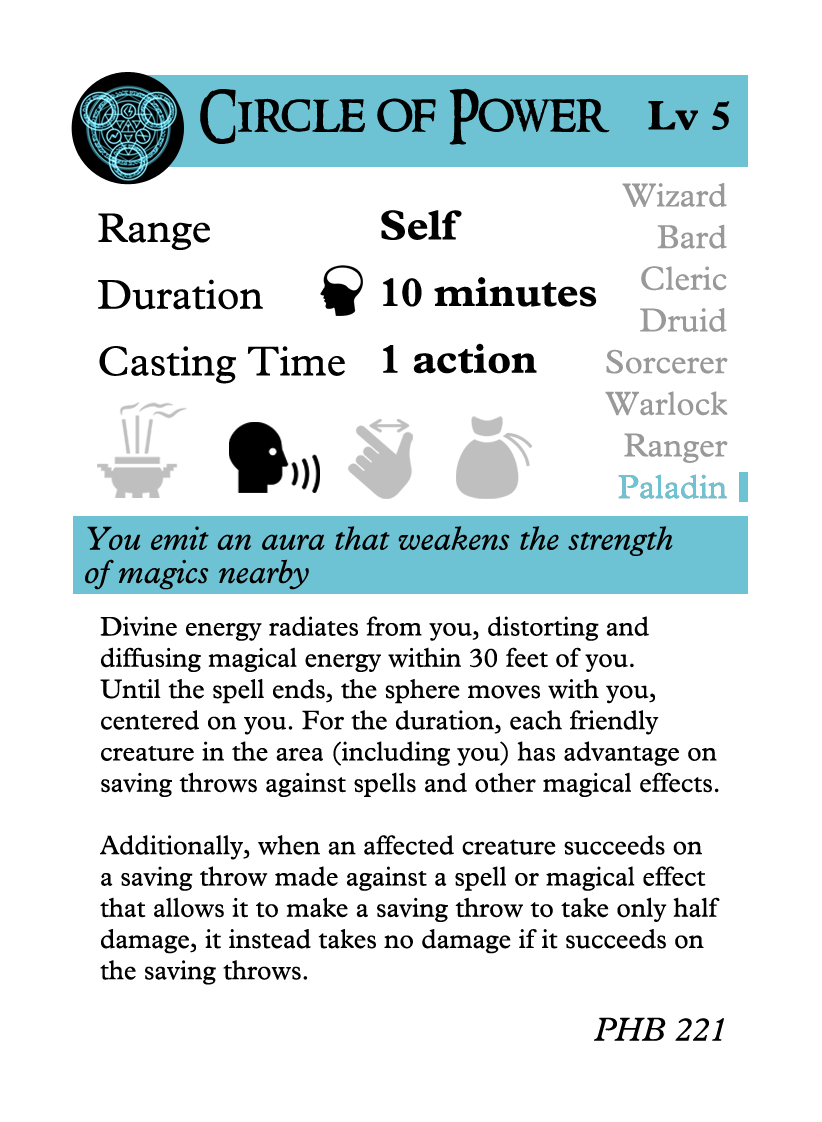 Circle of Power Lv 5
Range Self
Duration 10 minutes
Casting Time 1 action
Wizard
Bard
Cleric
Druid
Sorcerer
Warlock
Ranger
Paladin
You emit an aura that weakens the strength
of magics nearby
Divine energy radiates from you, distorting and
diffusing magical energy within 30 feet of you.
Until the spell ends, the sphere moves with you,
centered on you. For the duration, each friendly
creature in the area (including you) has advantage on
saving throws against spells and other magical effects.
Additionally, when an affected creature succeeds on
a saving throw made against a spell or magical effect
that allows it to make a saving throw to take only half
damage, it instead takes no damage if it succeeds on
the saving throws.
PHB 221